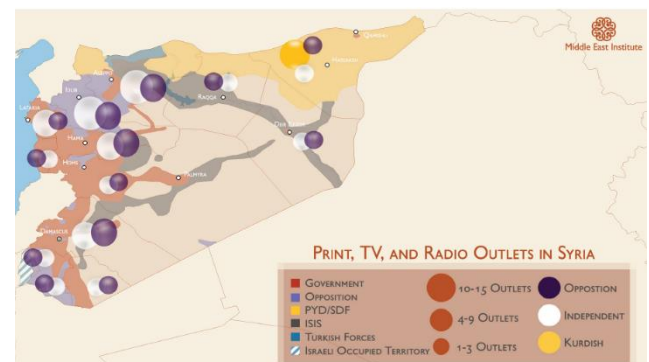 Middle East Institute
Qamishli
Hasakah
Aleppo
Idlib
Raqqa
Latakia
Deir Ezzor
Hama
Homs
Palmyra
Damascus
Print, TV, and Radio Outlets in Syria
Government
Opposition
PYD/SDF
ISIS
Turkish Forces
Israeli Occupied Territory
10-15 Outlets
4-9 Outlets
1-3 Outlets
Oppostion
Independent
Kurdish